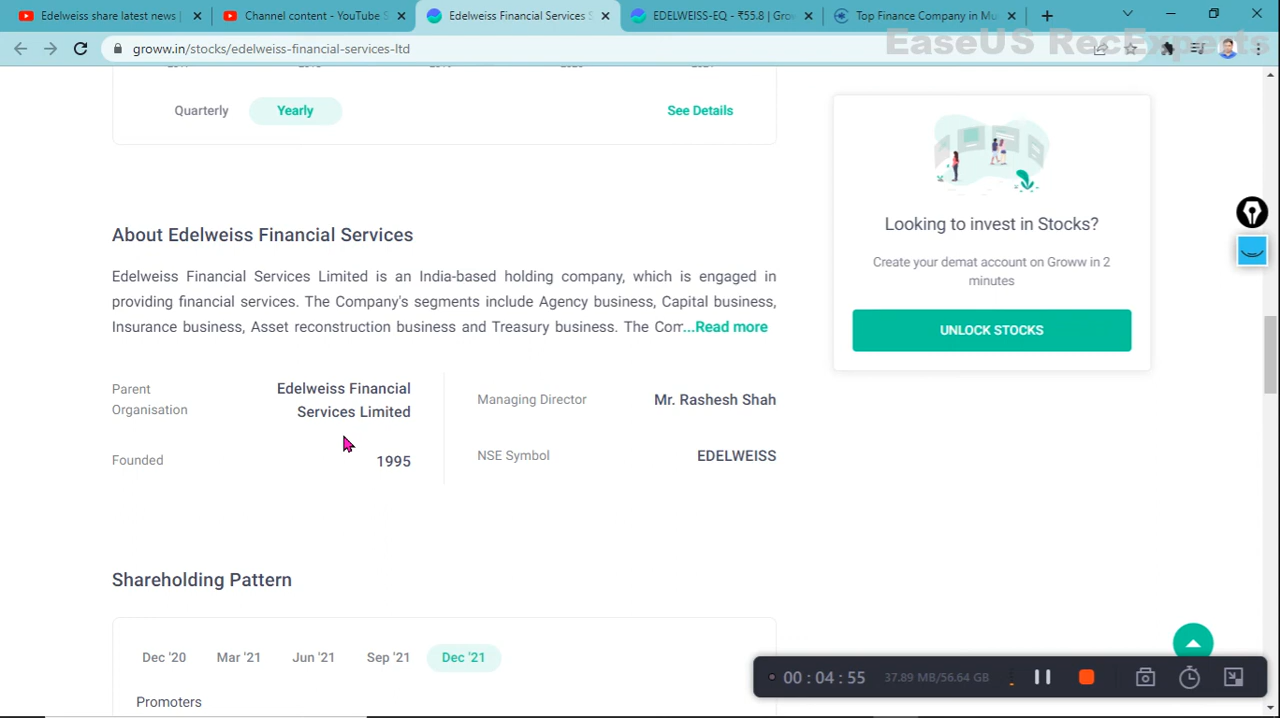 Edelweiss share latest news
Channel content - YouTube S
Edelweiss Financial Services S
EDELWEISS-EQ - ₹55.8 | Gro
Top Finance Company in Mu
groww.in/stocks/edelweiss-financial-services-ltd
EaseUS RecExperts
Quarterly
Yearly
See Details
About Edelweiss Financial Services
Edelweiss Financial Services Limited is an India-based holding company, which is engaged in
providing financial services. The Company's segments include Agency business, Capital business,
Insurance business, Asset reconstruction business and Treasury business. The Com...Read more
Parent
Organisation
Edelweiss Financial
Services Limited
Founded
1995
Managing Director
Mr. Rashesh Shah
NSE Symbol
EDELWEISS
Looking to invest in Stocks?
Create your demat account on Groww in 2
minutes
UNLOCK STOCKS
Shareholding Pattern
Dec '20
Mar '21
Jun '21
Sep '21
Dec '21
Promoters
00 : 04 : 55
37.89 MB/56.64 GB